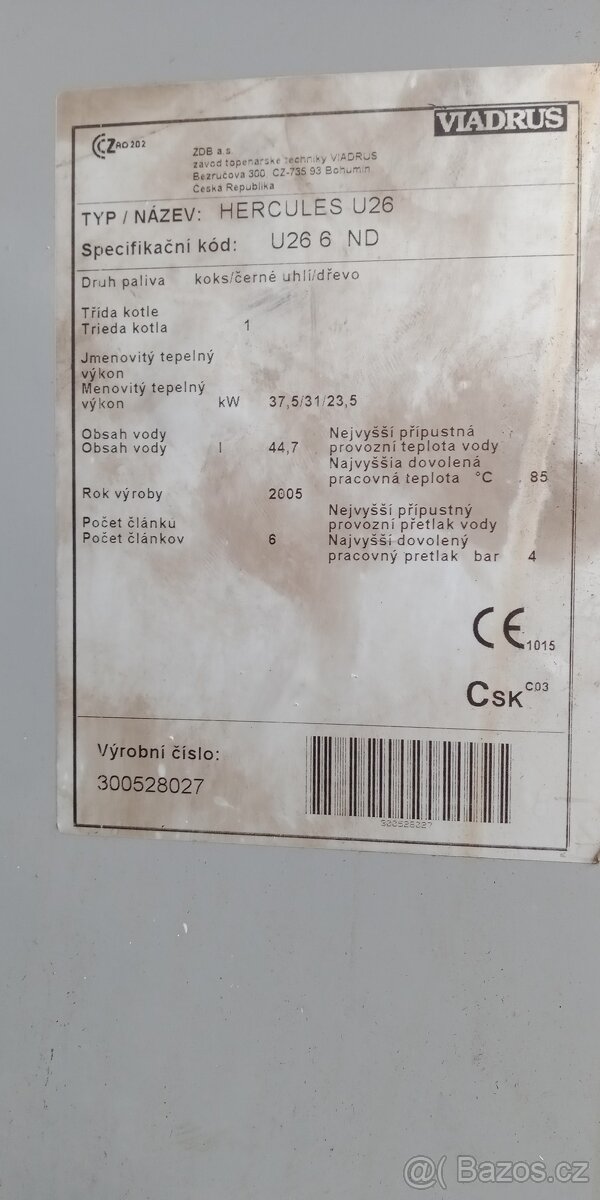 VIADRUS
CZ AO 202
ZDB a.s.
závod topenářské techniky VIADRUS
Bezručova 300, CZ-735 93 Bohumín
Česká Republika
TYP / NÁZEV: HERCULES U26
Specifikační kód: U26 6 ND
Druh paliva koks/černé uhlí/dřevo
Třída kotle
Trieda kotla 1
Jmenovitý tepelný
výkon
Menovitý tepelný
výkon kW 37,5/31/23,5
Obsah vody
Obsah vody l 44,7
Nejvyšší přípustná
provozní teplota vody
Najvyššia dovolená
pracovná teplota °C 85
Rok výroby 2005
Počet článku
Počet článkov 6
Nejvyšší přípustný
provozní přetlak vody
Najvyšší dovolený
pracovný pretlak bar 4
CE 1015
CSK C03
Výrobní číslo:
300528027
300528027
@( Bazos.cz